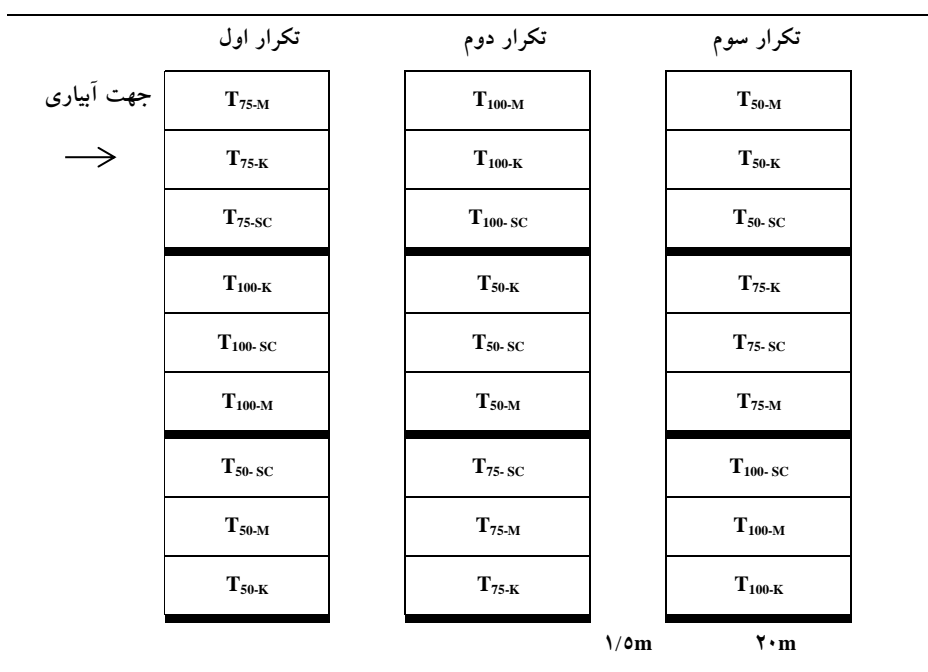 تکرار اول تکرار دوم تکرار سوم
جهت آبیاری T75-M T100-M T50-M
→ T75-K T100-K T50-K
T75-SC T100- SC T50- SC
T100-K T50-K T75-K
T100- SC T50- SC T75- SC
T100-M T50-M T75-M
T50- SC T75- SC T100- SC
T50-M T75-M T100-M
T50-K T75-K T100-K
۱/۵m ۲۰m